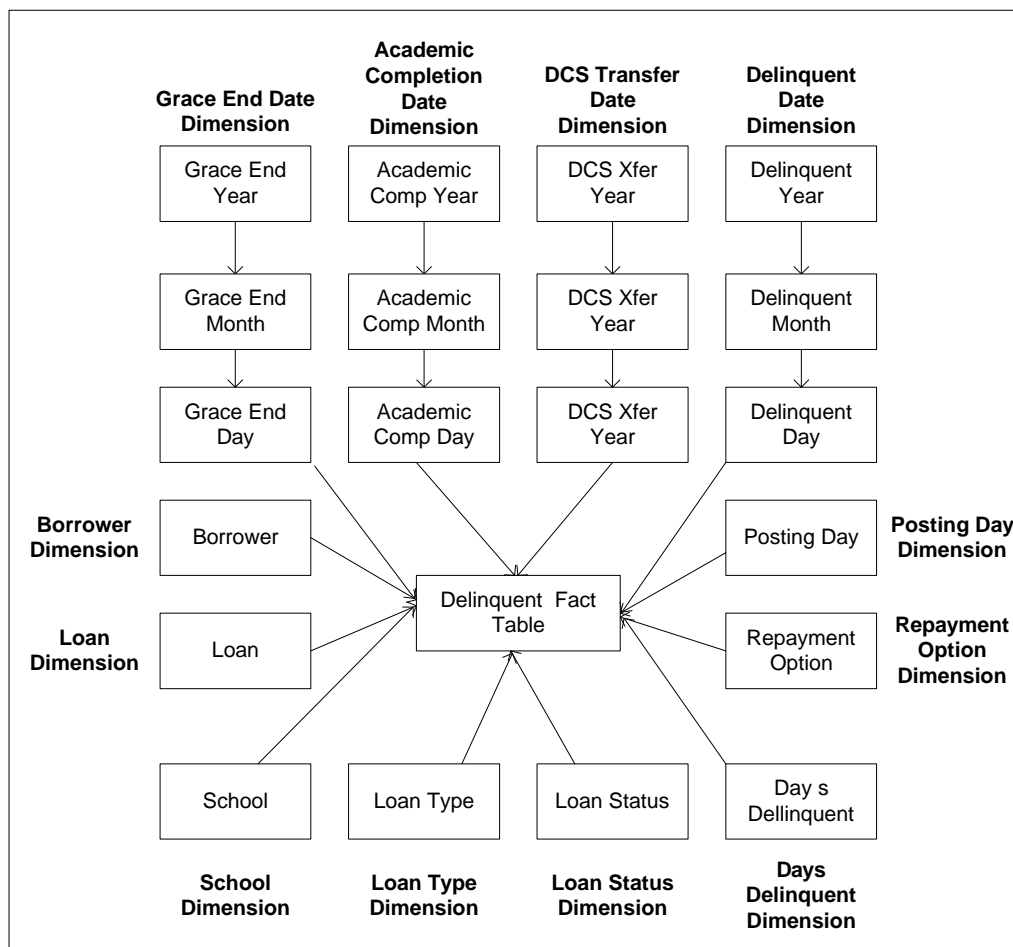 Grace End Date
Dimension
Academic
Completion
Date
Dimension
DCS Transfer
Date
Dimension
Delinquent
Date
Dimension
Grace End
Year
Academic
Comp Year
DCS Xfer
Year
Delinquent
Year
Grace End
Month
Academic
Comp Month
DCS Xfer
Year
Delinquent
Month
Grace End
Day
Academic
Comp Day
DCS Xfer
Year
Delinquent
Day
Borrower
Dimension
Borrower
Posting Day
Posting Day
Dimension
Delinquent Fact
Table
Loan
Dimension
Loan
Repayment
Option
Repayment
Option
Dimension
School
Loan Type
Loan Status
Day s
Dellinquent
School
Dimension
Loan Type
Dimension
Loan Status
Dimension
Days
Delinquent
Dimension